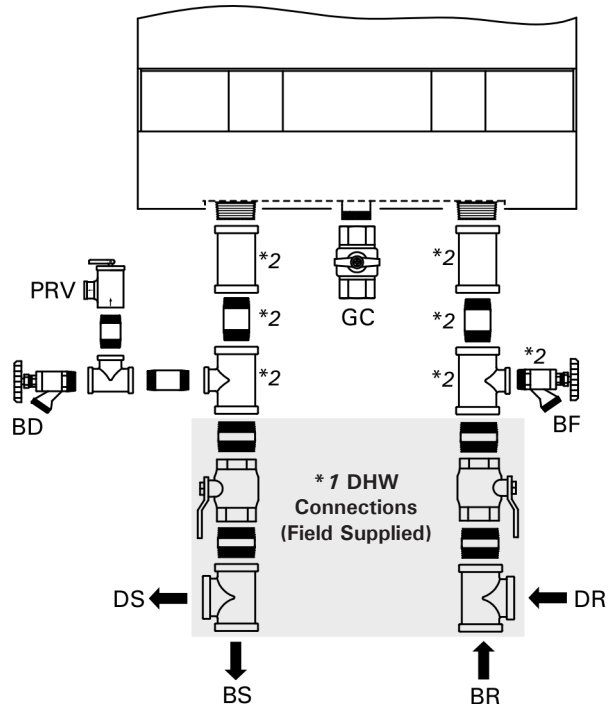 *2
*2
PRV
GC
*2
*2
*2
*2
*2
BD
BF
*1 DHW
Connections
(Field Supplied)
DS
DR
BS
BR